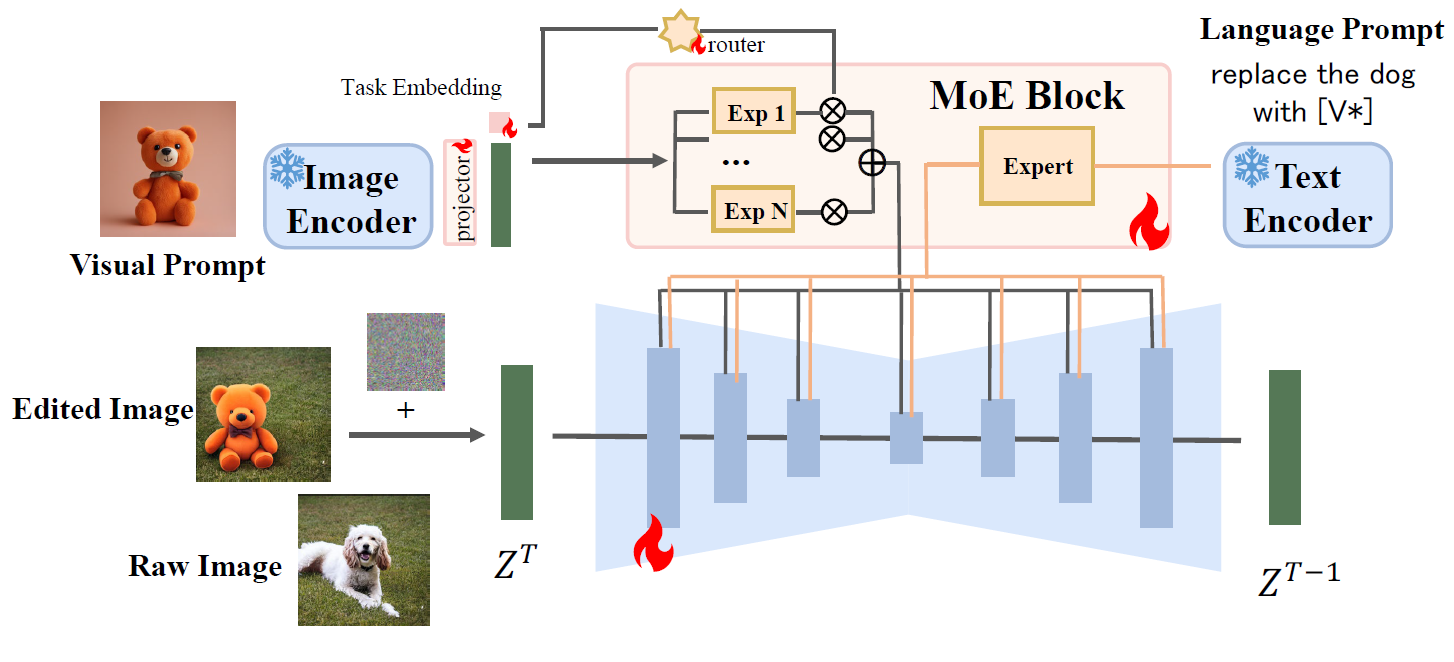 router
Language Prompt
replace the dog
with [V*]
Task Embedding
MoE Block
Exp 1
...
Exp N
Expert
projector
Image
Encoder
Text
Encoder
Visual Prompt
+
Edited Image
Raw Image
Z^T
Z^{T-1}